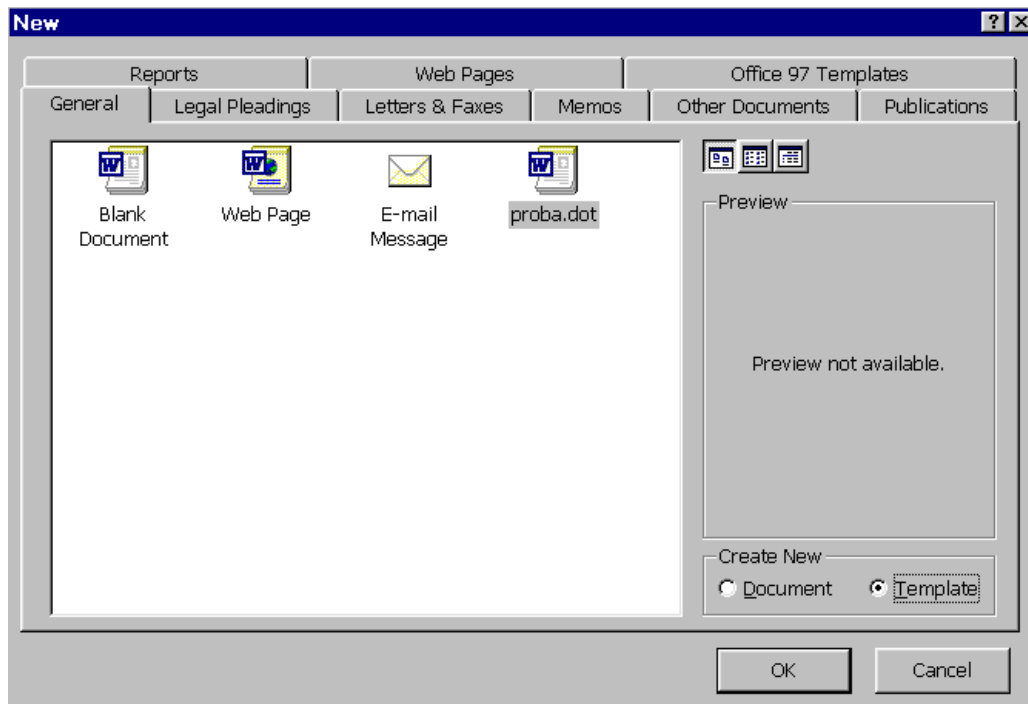 New
Reports Web Pages Office 97 Templates
General Legal Pleadings Letters & Faxes Memos Other Documents Publications
Blank Document
Web Page
E-mail Message
proba.dot
Preview
Preview not available.
Create New
Document Template
OK Cancel